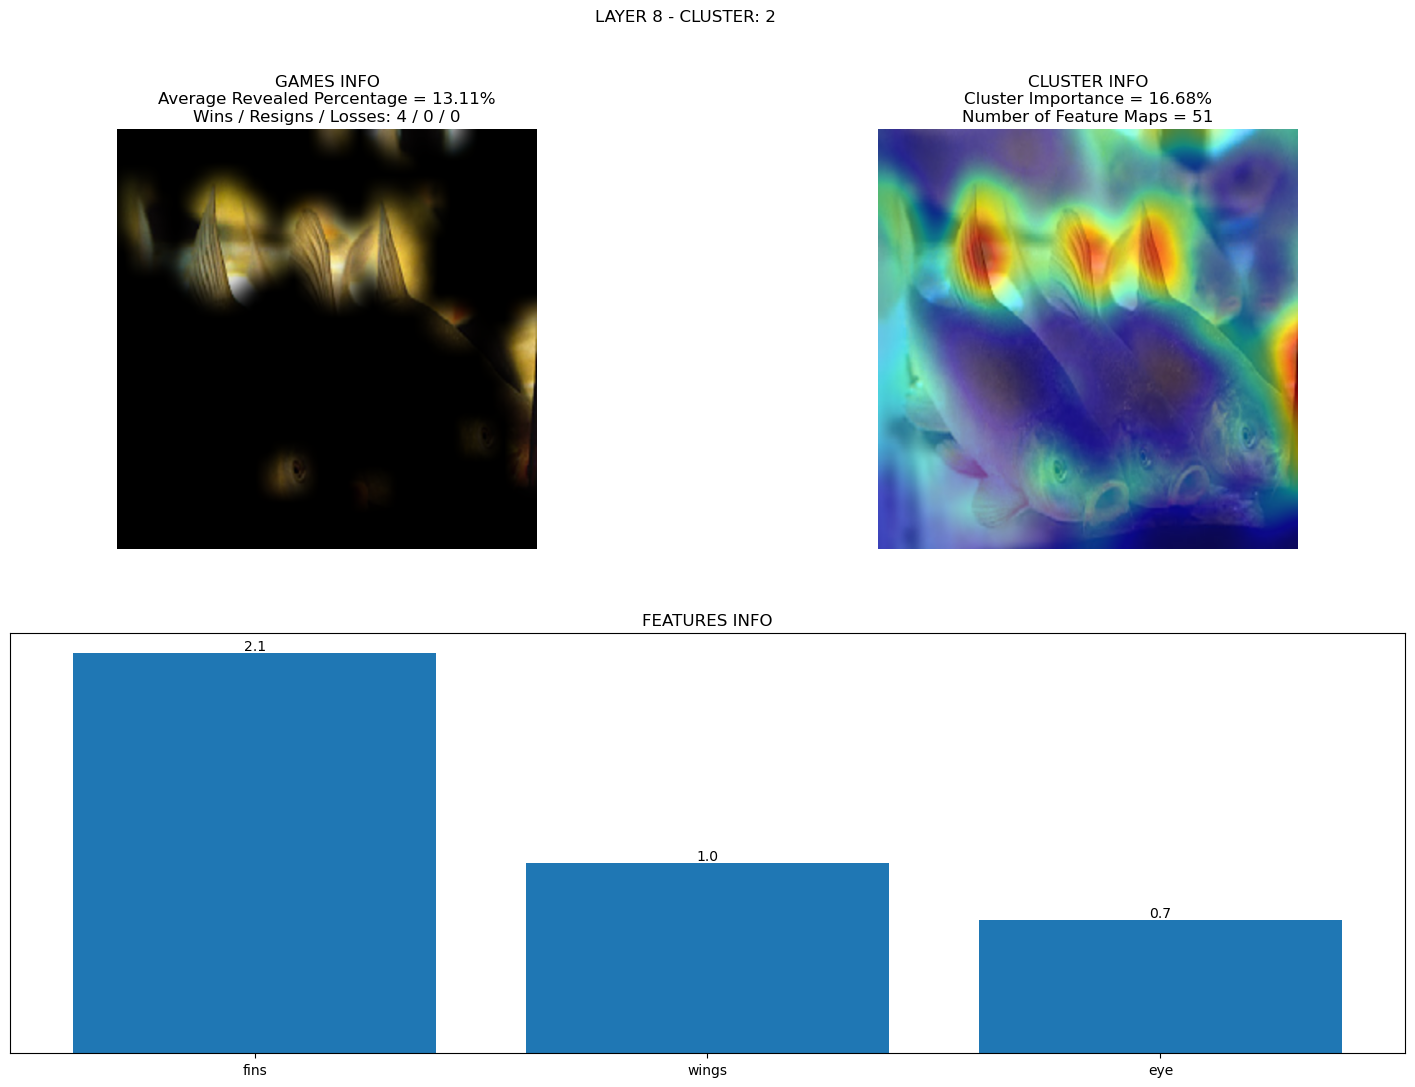 LAYER 8 - CLUSTER: 2
GAMES INFO
Average Revealed Percentage = 13.11%
Wins / Resigns / Losses: 4 / 0 / 0
CLUSTER INFO
Cluster Importance = 16.68%
Number of Feature Maps = 51
FEATURES INFO
2.1
1.0
0.7
fins
wings
eye